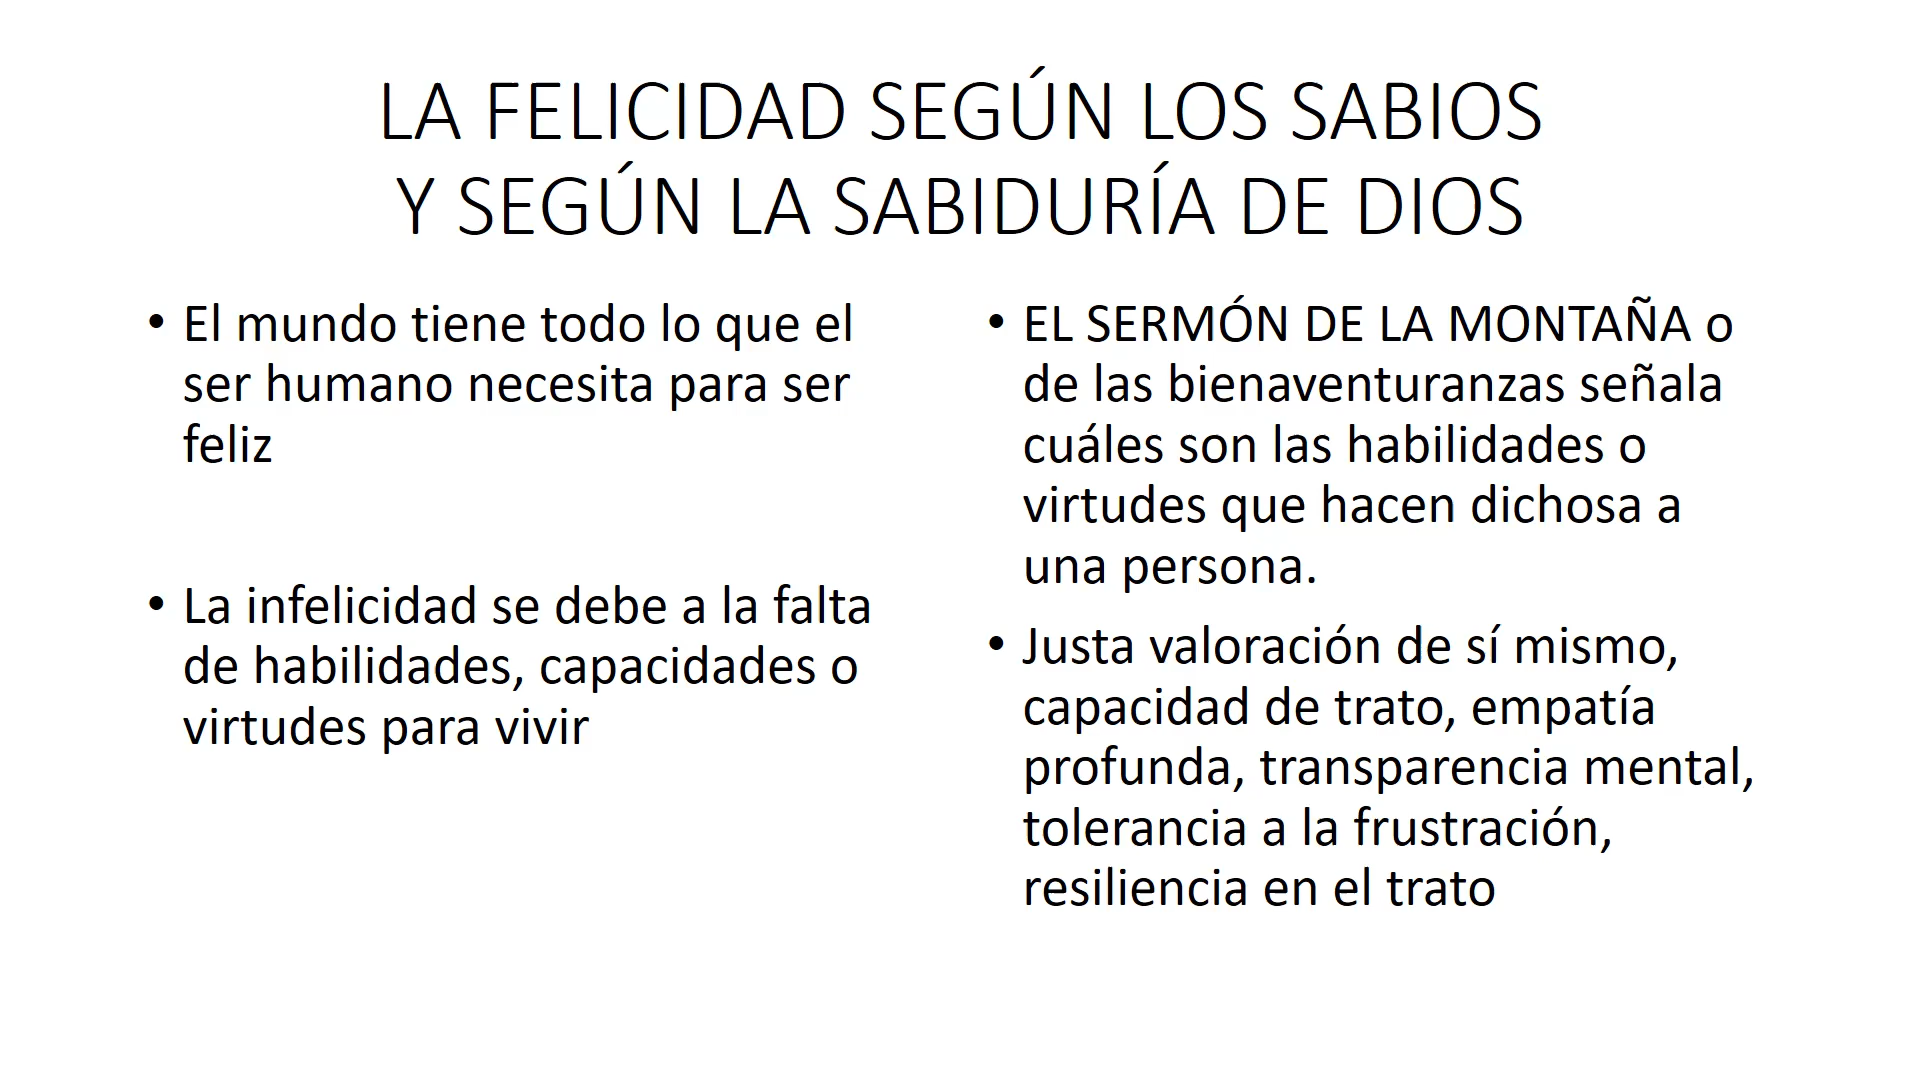 LA FELICIDAD SEGÚN LOS SABIOS
Y SEGÚN LA SABIDURÍA DE DIOS
• El mundo tiene todo lo que el
ser humano necesita para ser
feliz
• La infelicidad se debe a la falta
de habilidades, capacidades o
virtudes para vivir
• EL SERMÓN DE LA MONTAÑA o
de las bienaventuranzas señala
cuáles son las habilidades o
virtudes que hacen dichosa a
una persona.
• Justa valoración de sí mismo,
capacidad de trato, empatía
profunda, transparencia mental,
tolerancia a la frustración,
resiliencia en el trato